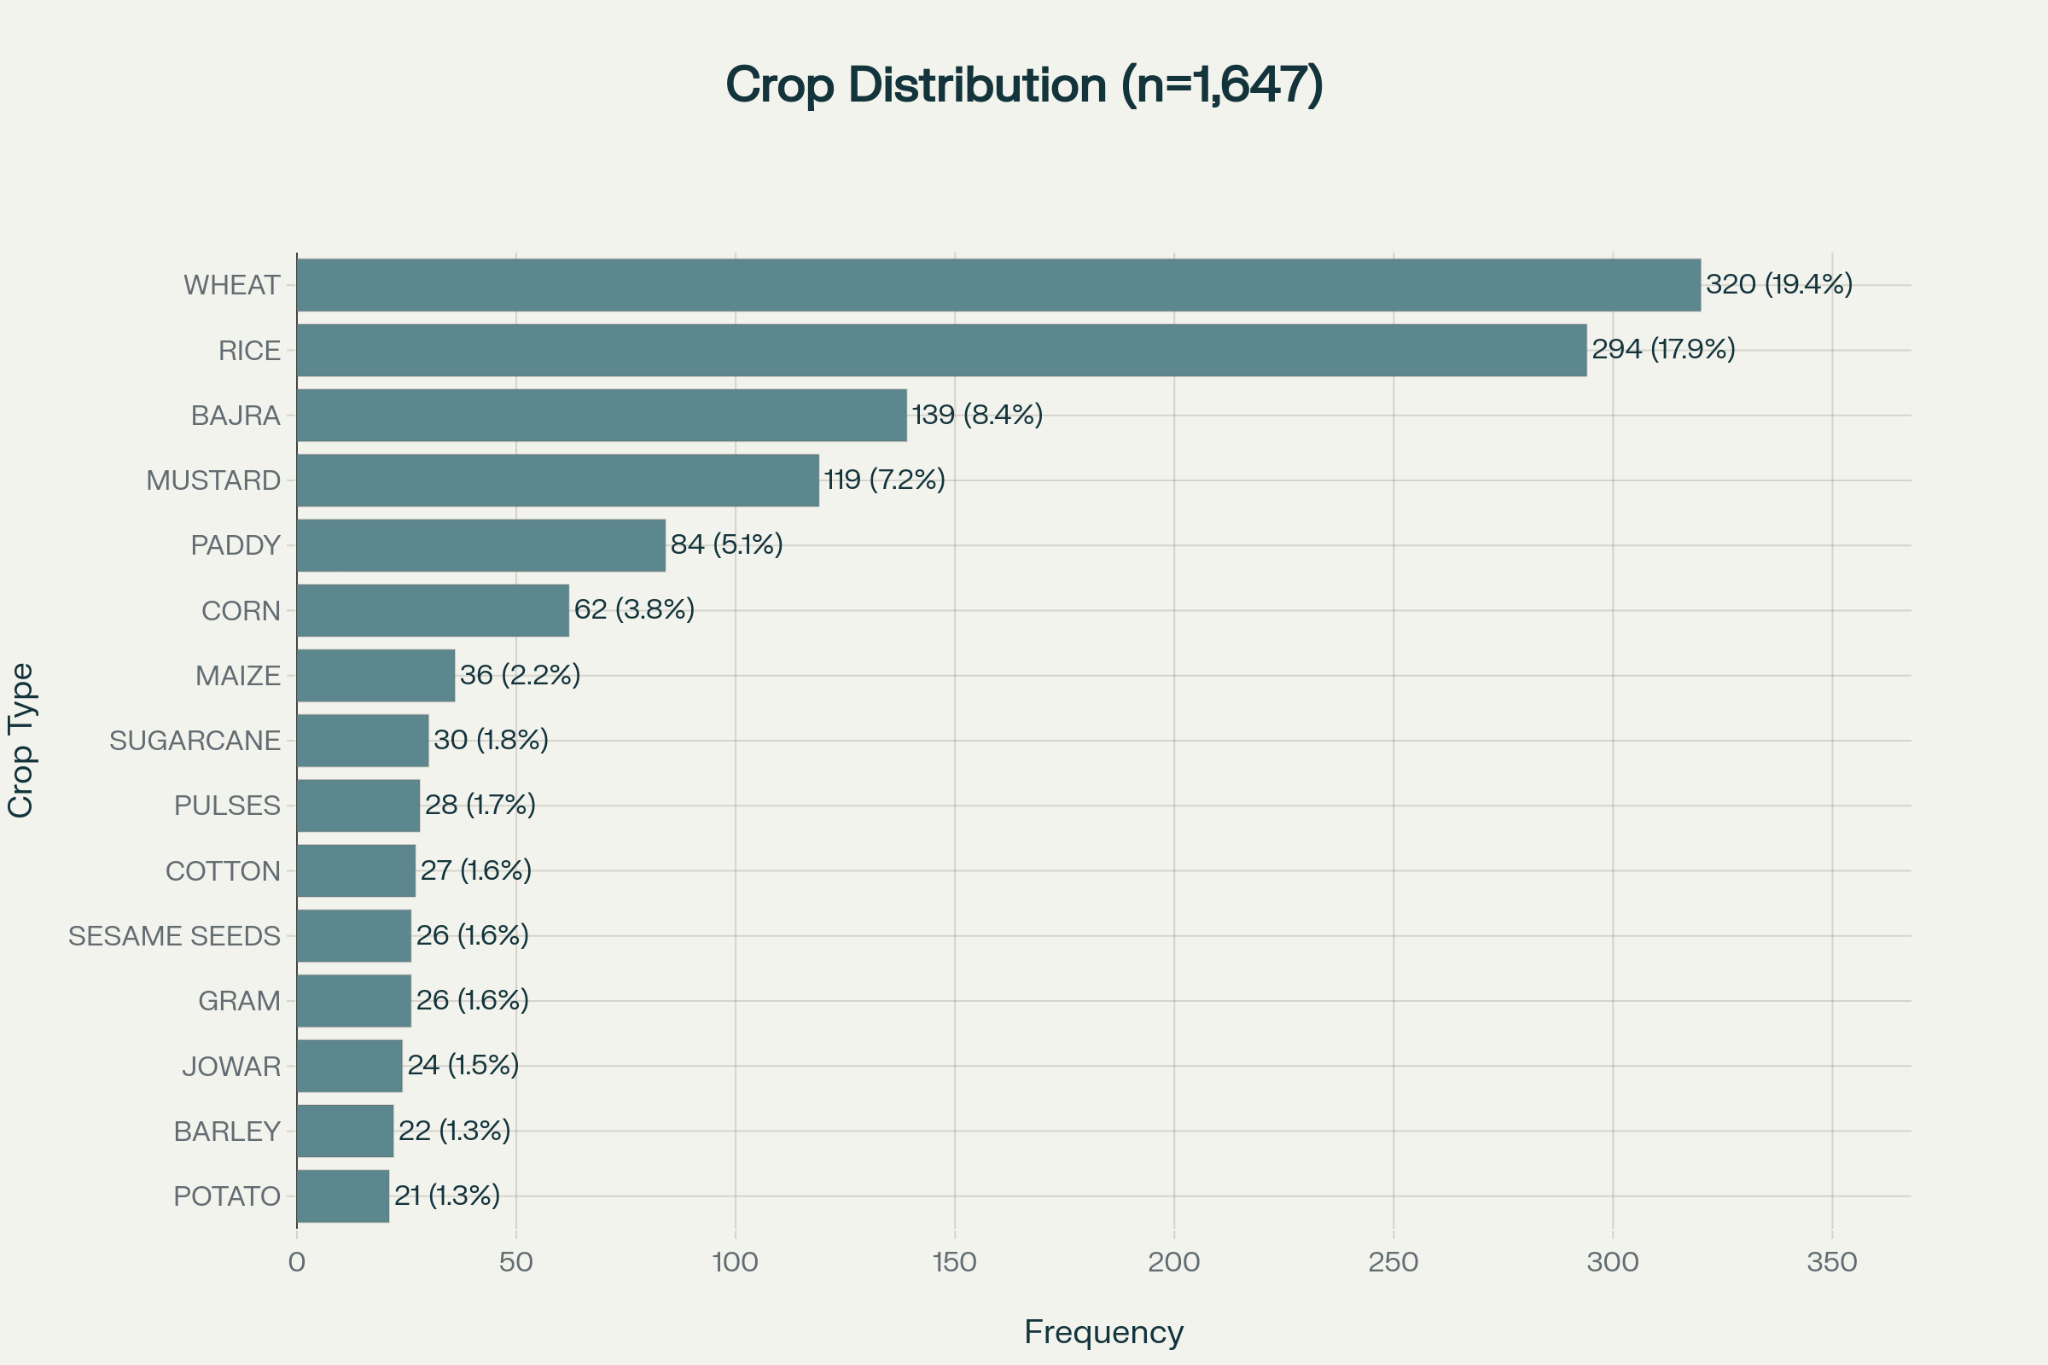 Crop Distribution (n=1,647)
WHEAT 320 (19.4%)
RICE 294 (17.9%)
BAJRA 139 (8.4%)
MUSTARD 119 (7.2%)
PADDY 84 (5.1%)
CORN 62 (3.8%)
MAIZE 36 (2.2%)
SUGARCANE 30 (1.8%)
PULSES 28 (1.7%)
COTTON 27 (1.6%)
SESAME SEEDS 26 (1.6%)
GRAM 26 (1.6%)
JOWAR 24 (1.5%)
BARLEY 22 (1.3%)
POTATO 21 (1.3%)
Crop Type
0 50 100 150 200 250 300 350
Frequency